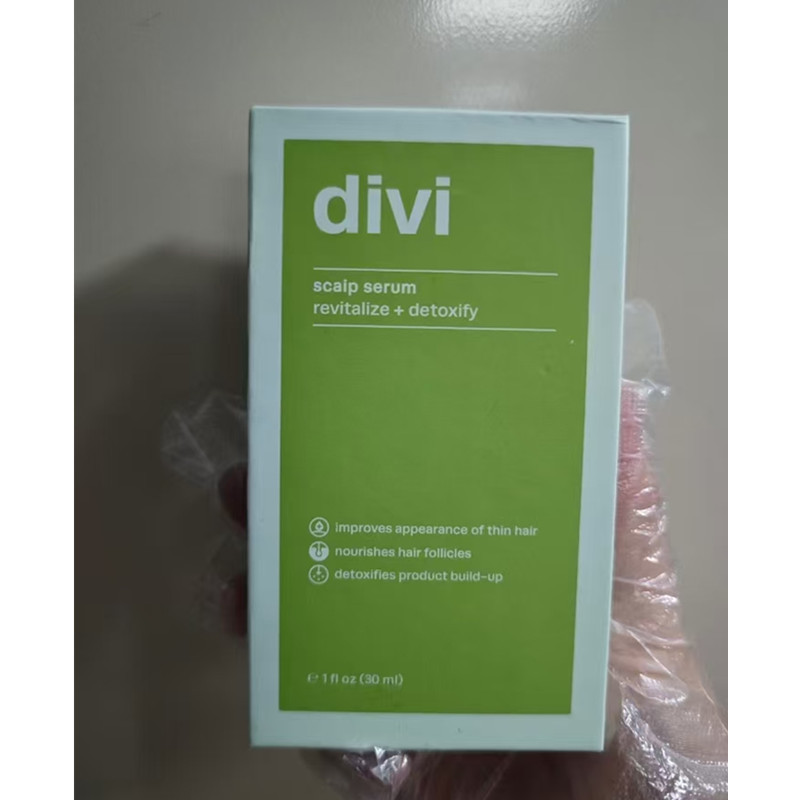 divi
scalp serum
revitalize + detoxify
improves appearance of thin hair
nourishes hair follicles
detoxifies product build-up
℮ 1 fl oz (30 ml)